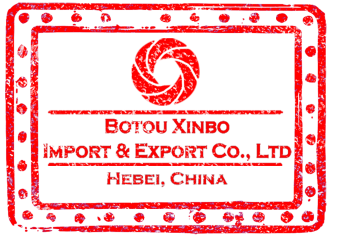 BOTOU XINBO
IMPORT & EXPORT CO., LTD
HEBEI, CHINA